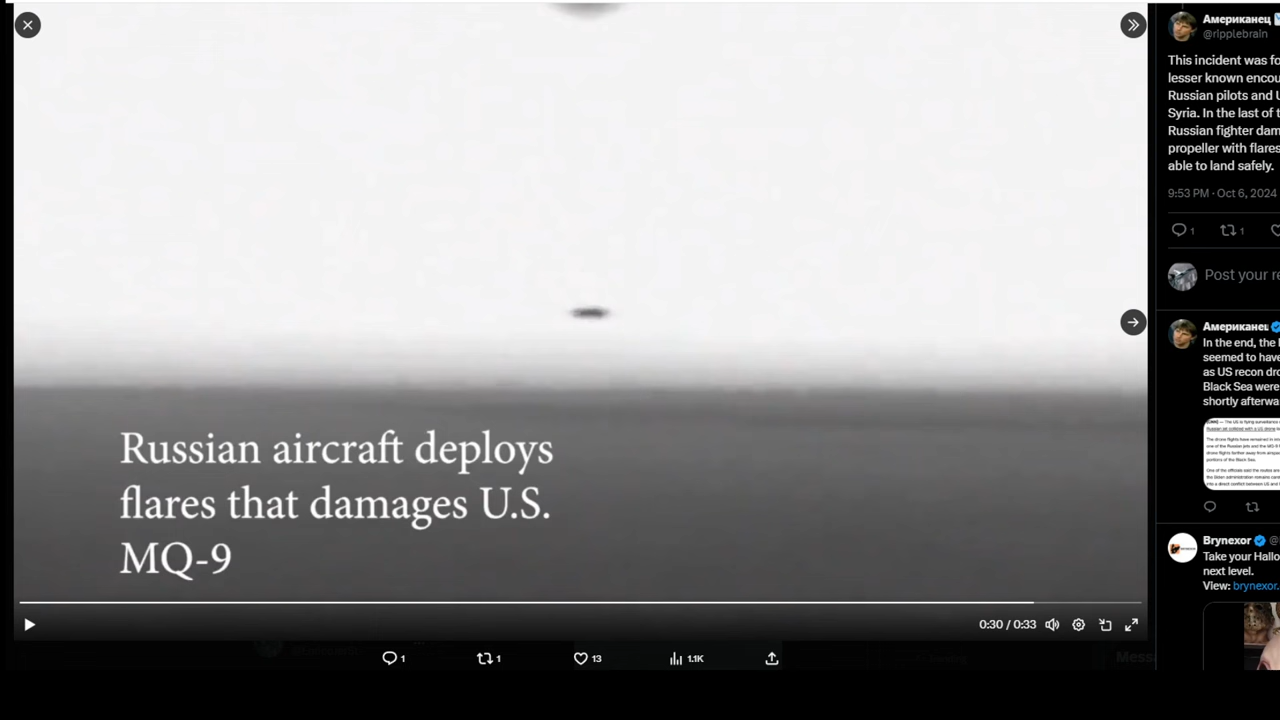 Russian aircraft deploys
flares that damages U.S.
MQ-9
0:30 / 0:33
1
1
13
1.1K
Американец
@ripplebrain
This incident was fo
lesser known encou
Russian pilots and U
Syria. In the last of t
Russian fighter dam
propeller with flares
able to land safely.
9:53 PM · Oct 6, 2024
1
1
Post your re
Американец
In the end, the
seemed to have
as US recon dro
Black Sea were
shortly afterwa
Brynexor @
Take your Hallo
next level.
View: brynexor.